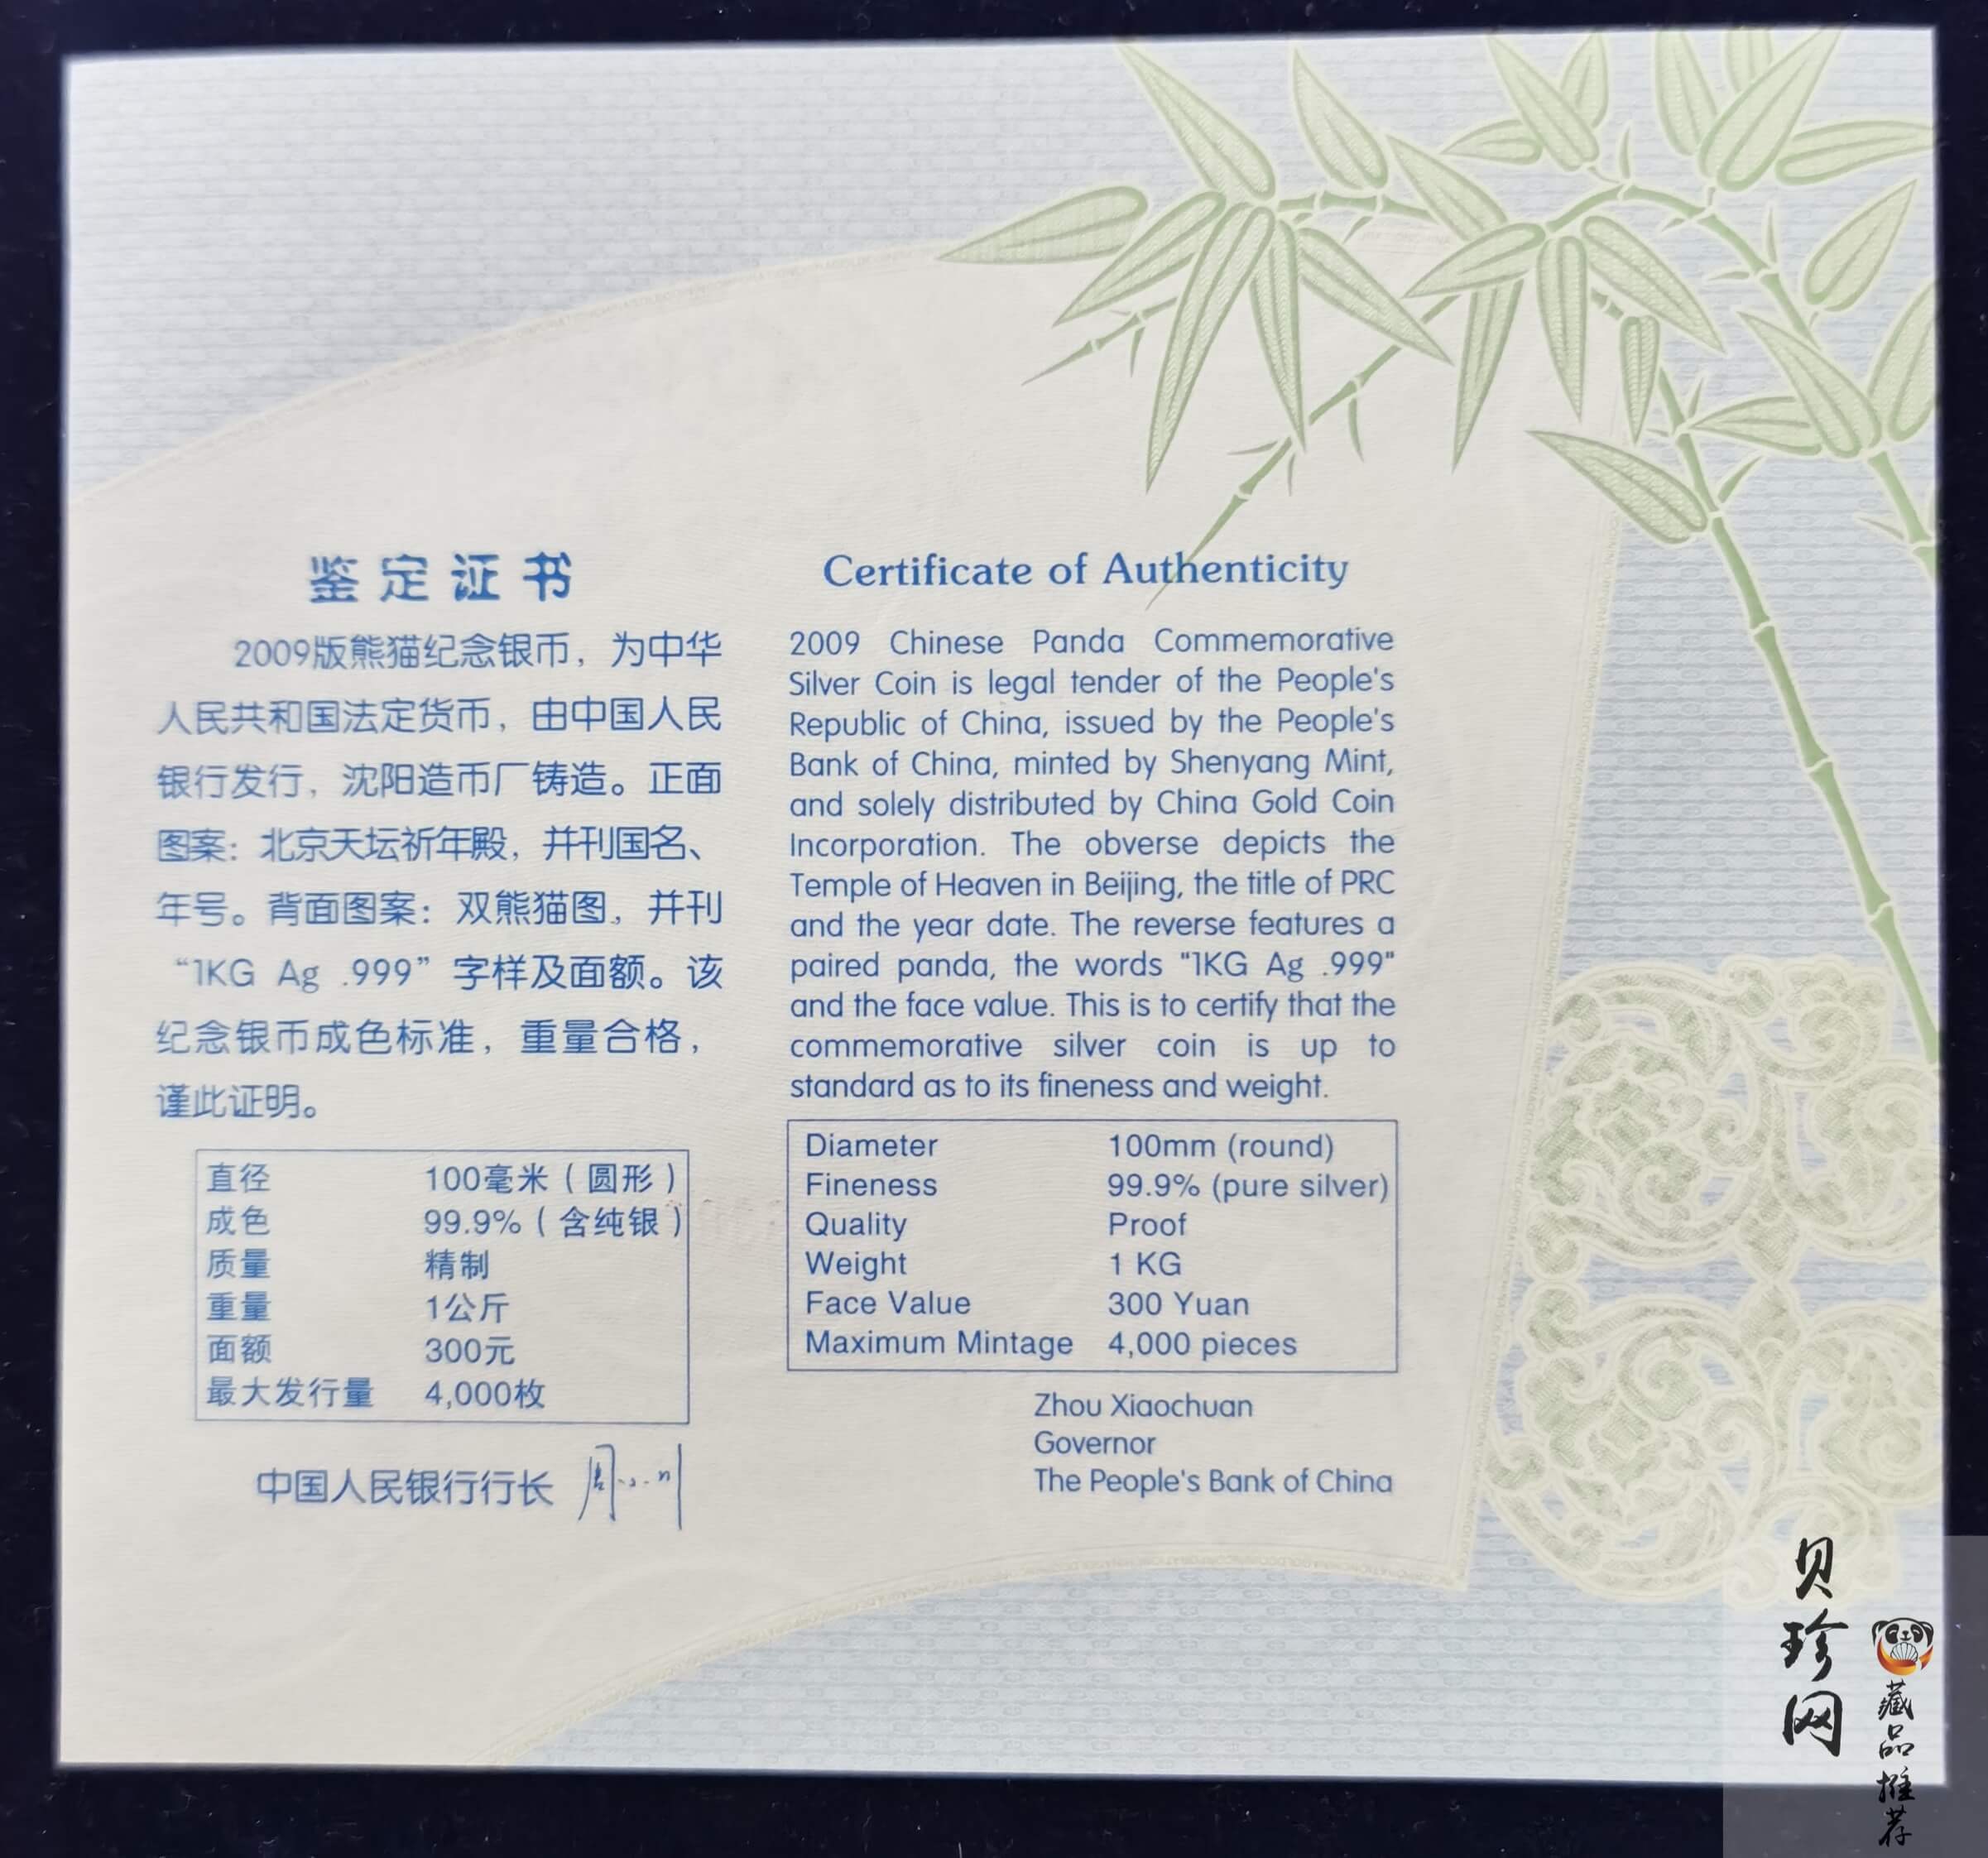 鉴定证书
2009版熊猫纪念银币，为中华
人民共和国法定货币，由中国人民
银行发行，沈阳造币厂铸造。正面
图案：北京天坛祈年殿，并刊国名、
年号。背面图案：双熊猫图，并刊
“1KG Ag .999”字样及面额。该
纪念银币成色标准，重量合格，
谨此证明。
直径 100毫米（圆形）
成色 99.9%（含纯银）
质量 精制
重量 1公斤
面额 300元
最大发行量 4,000枚
中国人民银行行长 周小川
Certificate of Authenticity
2009 Chinese Panda Commemorative
Silver Coin is legal tender of the People's
Republic of China, issued by the People's
Bank of China, minted by Shenyang Mint,
and solely distributed by China Gold Coin
Incorporation. The obverse depicts the
Temple of Heaven in Beijing, the title of PRC
and the year date. The reverse features a
paired panda, the words "1KG Ag .999"
and the face value. This is to certify that the
commemorative silver coin is up to
standard as to its fineness and weight.
Diameter 100mm (round)
Fineness 99.9% (pure silver)
Quality Proof
Weight 1 KG
Face Value 300 Yuan
Maximum Mintage 4,000 pieces
Zhou Xiaochuan
Governor
The People's Bank of China
贝珍网
藏品推荐